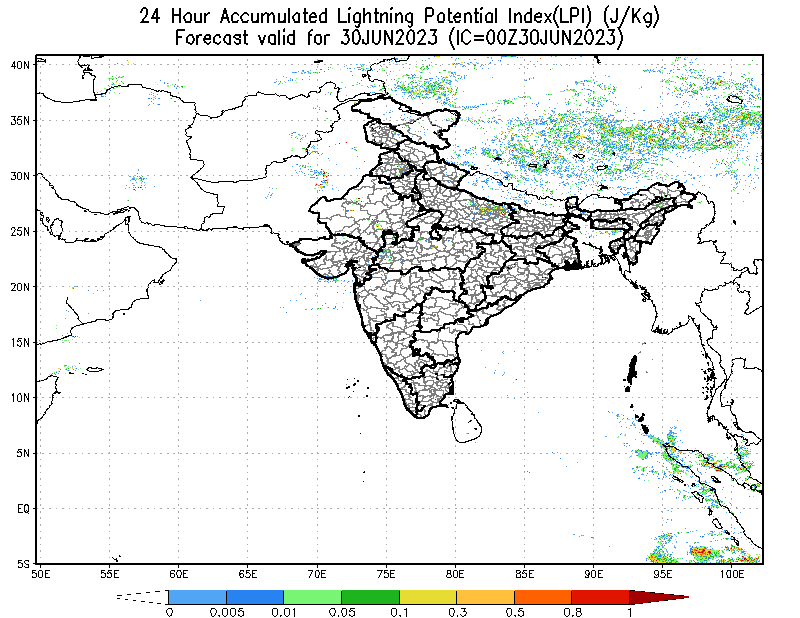 24 Hour Accumulated Lightning Potential Index(LPI) (J/Kg)
Forecast valid for 30JUN2023 (IC=00Z30JUN2023)
40N
35N
30N
25N
20N
15N
10N
5N
EQ
5S
50E 55E 60E 65E 70E 75E 80E 85E 90E 95E 100E
0 0.005 0.01 0.05 0.1 0.3 0.5 0.8 1